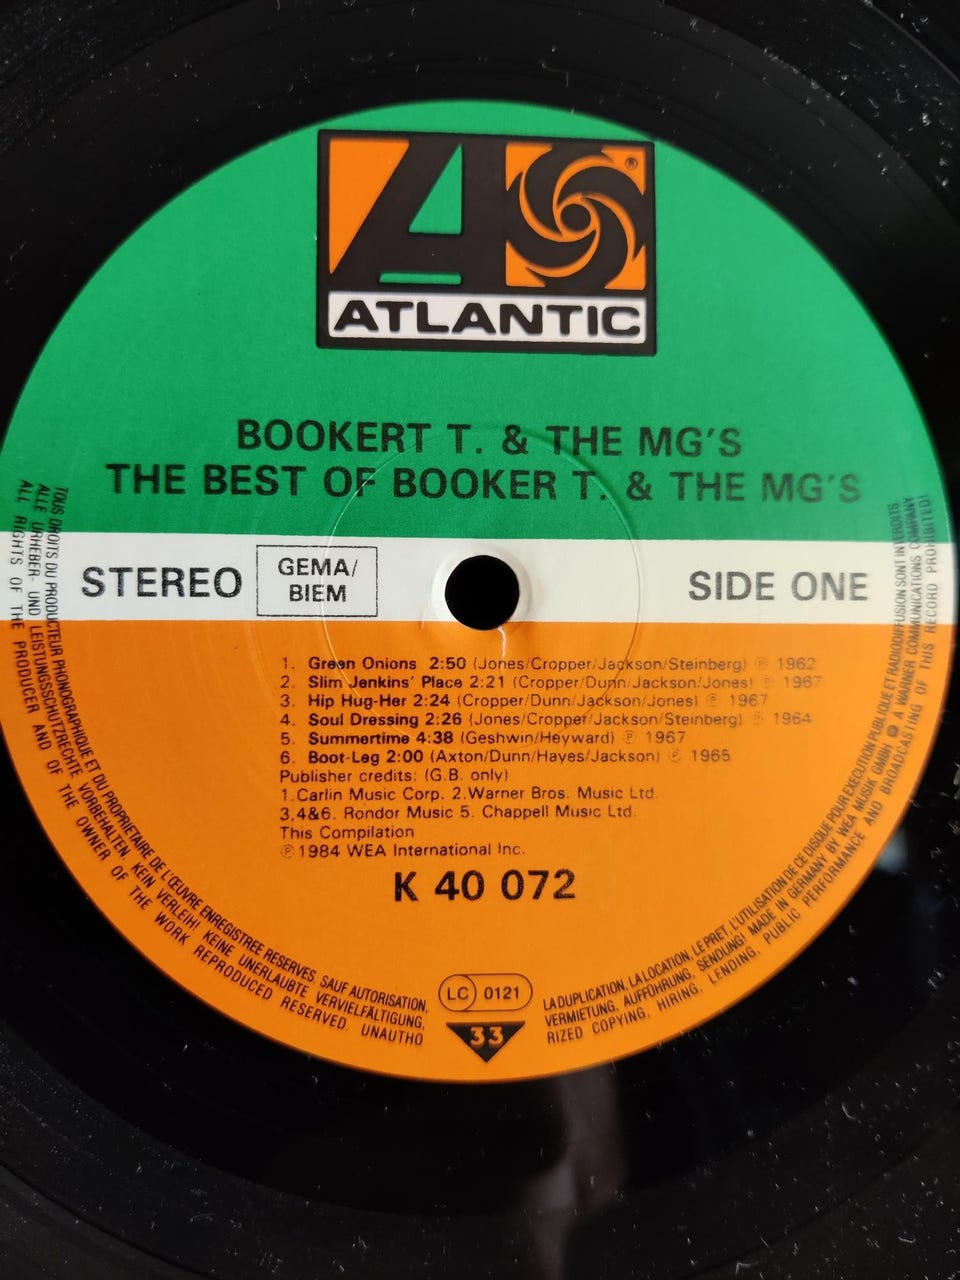 ATLANTIC
®
BOOKERT T. & THE MG'S
THE BEST OF BOOKER T. & THE MG'S
STEREO
GEMA/
BIEM
SIDE ONE
1. Green Onions 2:50 (Jones/Cropper/Jackson/Steinberg) ℗ 1962
2. Slim Jenkins' Place 2:21 (Cropper/Dunn/Jackson/Jones) ℗ 1967
3. Hip Hug-Her 2:24 (Cropper/Dunn/Jackson/Jones) ℗ 1967
4. Soul Dressing 2:26 (Jones/Cropper/Jackson/Steinberg) ℗ 1964
5. Summertime 4:38 (Geshwin/Heyward) ℗ 1967
6. Boot-Leg 2:00 (Axton/Dunn/Hayes/Jackson) ℗ 1965
Publisher credits: (G.B. only)
1.Carlin Music Corp. 2.Warner Bros. Music Ltd.
3,4&6. Rondor Music 5. Chappell Music Ltd.
This Compilation
℗1984 WEA International Inc.
K 40 072
LC 0121
33
TOUS DROITS DU PRODUCTEUR PHONOGRAPHIQUE ET DU PROPRIETAIRE DE L'ŒUVRE ENREGISTREE RESERVES. SAUF AUTORISATION,
ALLE URHEBER- UND LEISTUNGSSCHUTZRECHTE VORBEHALTEN. KEIN VERLEIH! KEINE UNERLAUBTE VERVIELFÄLTIGUNG,
ALL RIGHTS OF THE PRODUCER AND OF THE OWNER OF THE WORK REPRODUCED RESERVED. UNAUTHO
LA DUPLICATION, LA LOCATION, LE PRET, L'UTILISATION DE CE DISQUE POUR EXECUTION PUBLIQUE ET RADIODIFFUSION SONT INTERDITS
VERMIETUNG, AUFFÜHRUNG, SENDUNG! MADE IN GERMANY BY WEA MUSIK GMBH A WARNER COMMUNICATIONS COMPANY
RIZED COPYING, HIRING, LENDING, PUBLIC PERFORMANCE AND BROADCASTING OF THIS RECORD PROHIBITED!